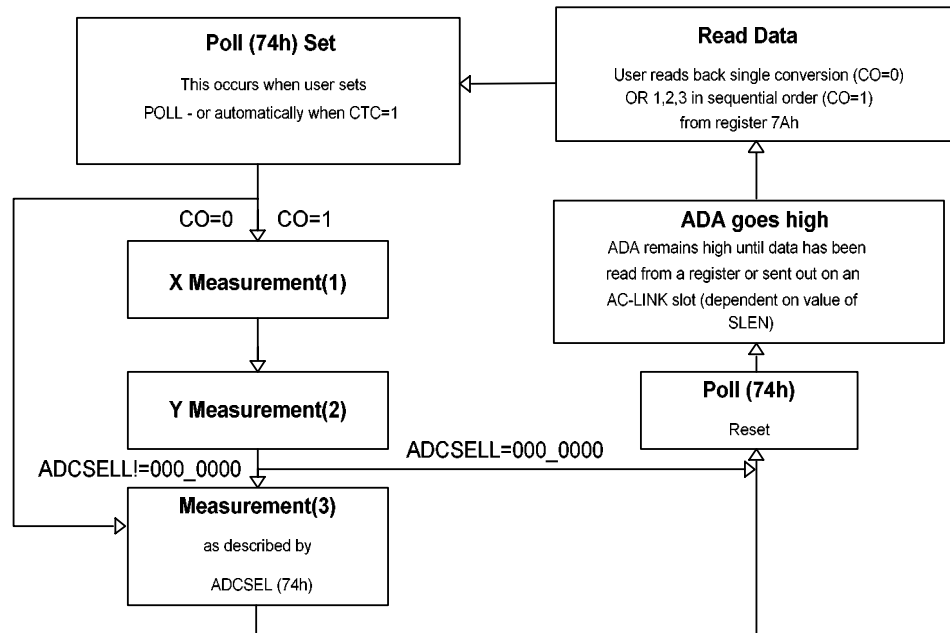 Poll (74h) Set
This occurs when user sets
POLL - or automatically when CTC=1
CO=0
CO=1
X Measurement(1)
Y Measurement(2)
ADCSELL!=000_0000
ADCSELL=000_0000
Measurement(3)
as described by
ADCSEL (74h)
Poll (74h)
Reset
ADA goes high
ADA remains high until data has been
read from a register or sent out on an
AC-LINK slot (dependent on value of
SLEN)
Read Data
User reads back single conversion (CO=0)
OR 1,2,3 in sequential order (CO=1)
from register 7Ah